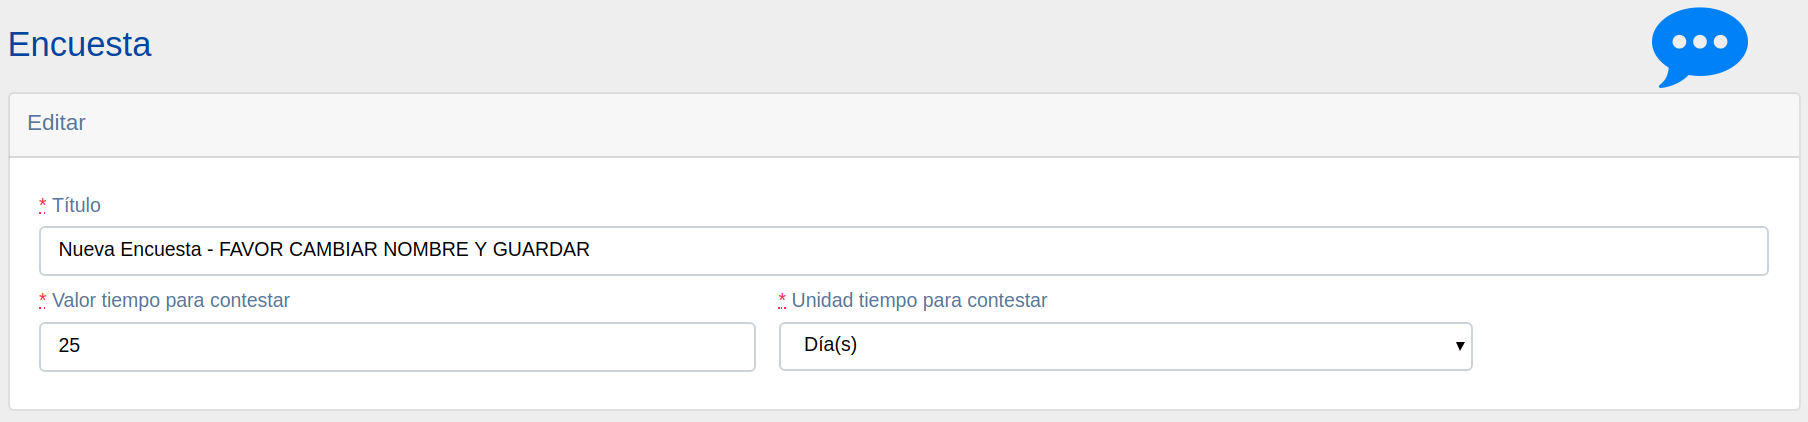 Encuesta
Editar
* Título
Nueva Encuesta - FAVOR CAMBIAR NOMBRE Y GUARDAR
* Valor tiempo para contestar
* Unidad tiempo para contestar
25
Día(s)